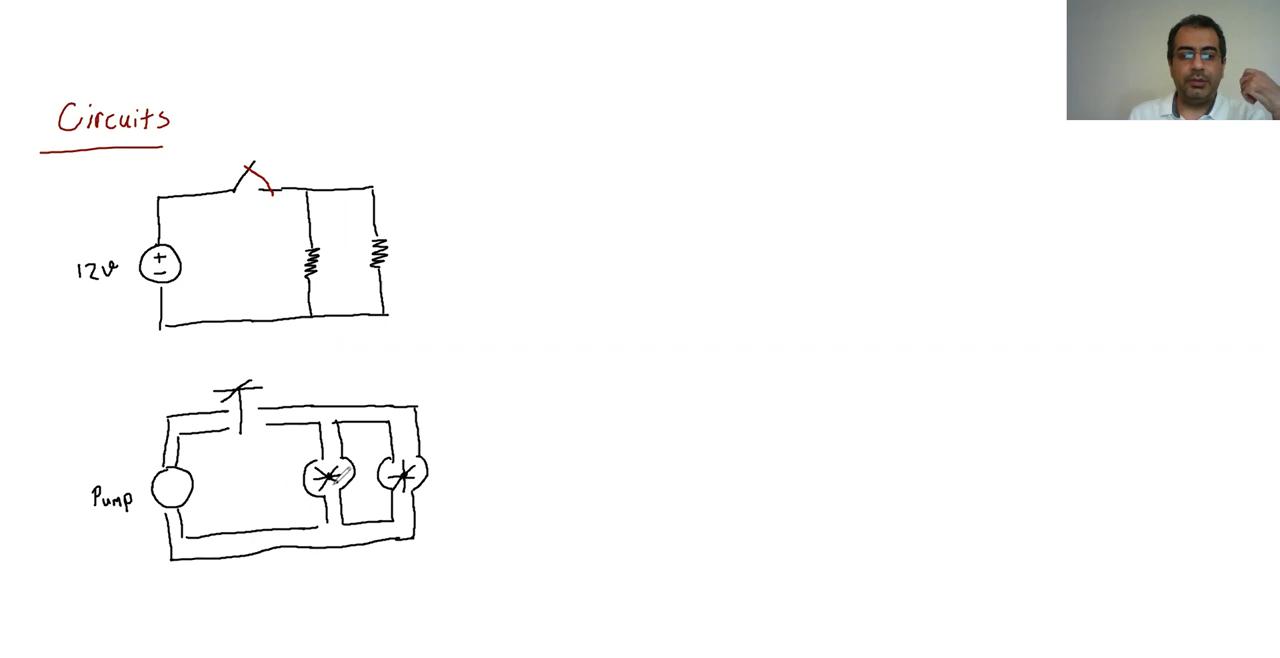 Circuits
12v
+
−
Pump